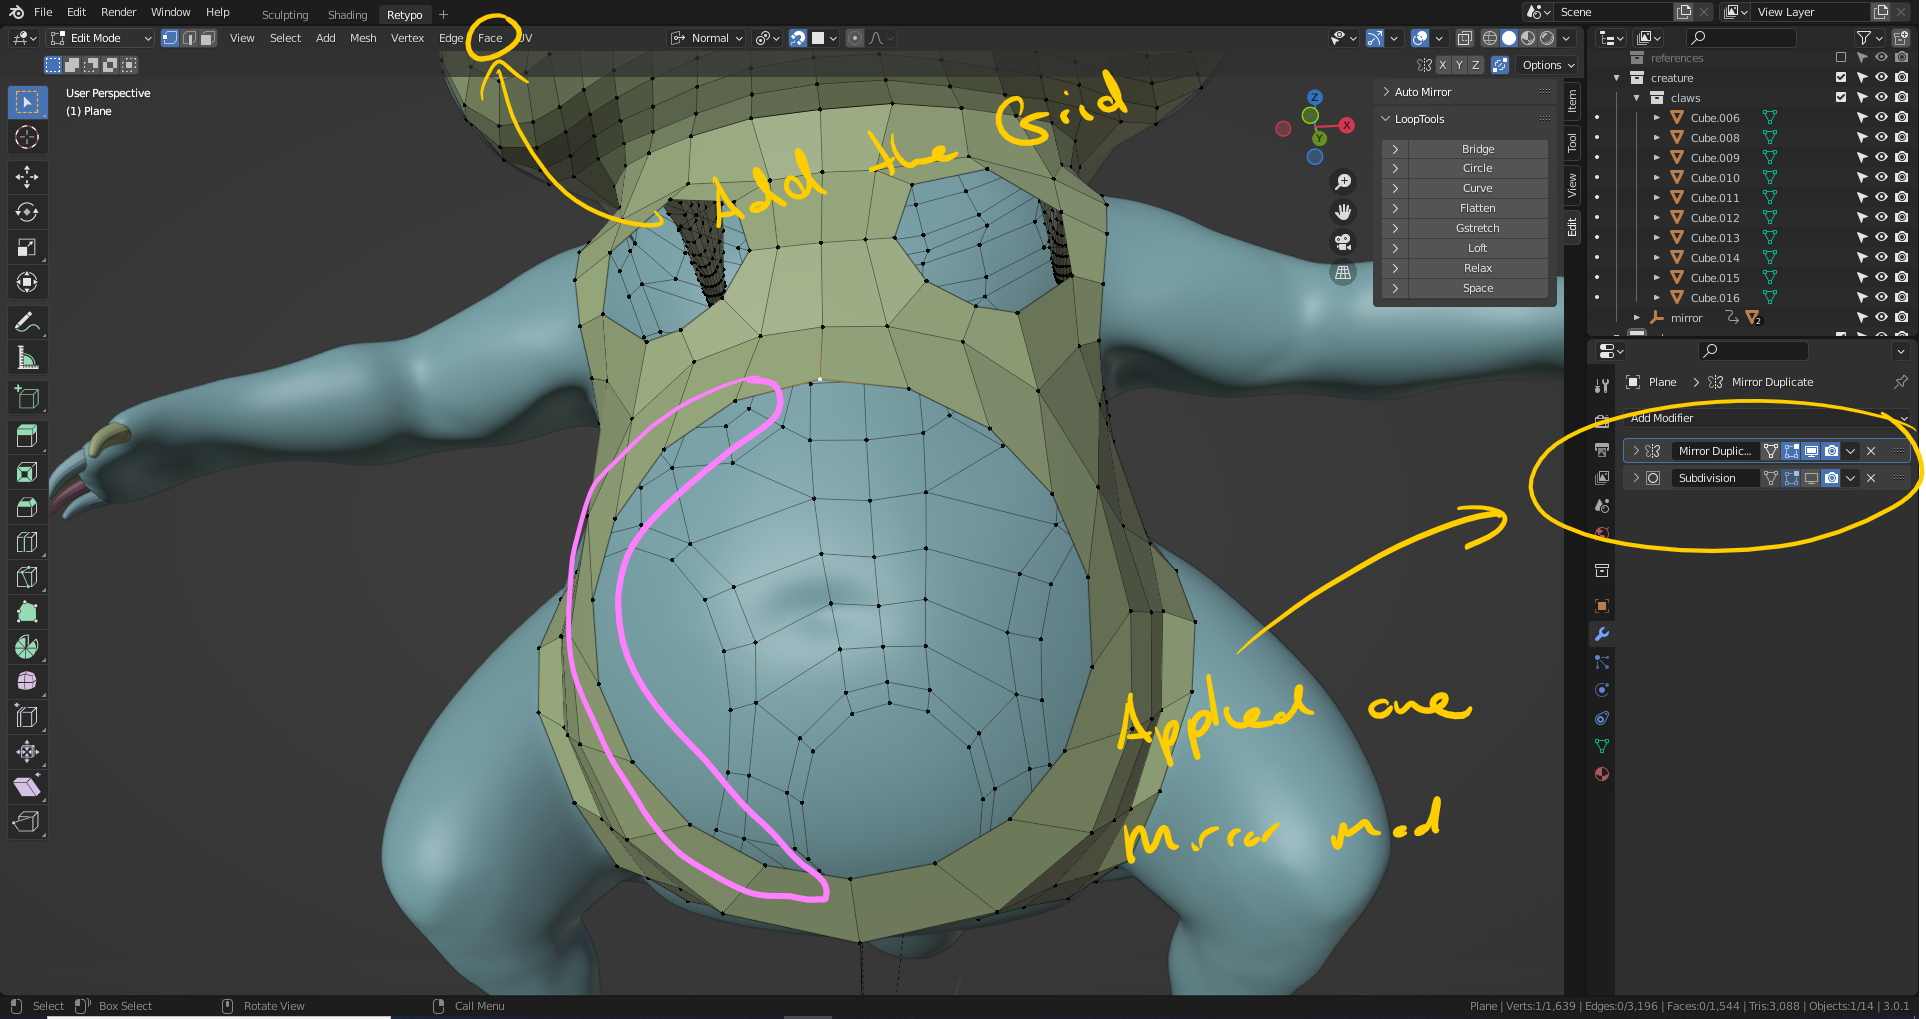 File Edit Render Window Help Sculpting Shading Retypo + Scene View Layer
Edit Mode View Select Add Mesh Vertex Edge Face UV Normal
X Y Z Options
User Perspective
(1) Plane
Add the Grid
Z
X
Y
Auto Mirror
LoopTools
Bridge
Circle
Curve
Flatten
Gstretch
Loft
Relax
Space
Item
Tool
View
Edit
references
creature
claws
Cube.006
Cube.008
Cube.009
Cube.010
Cube.011
Cube.012
Cube.013
Cube.014
Cube.015
Cube.016
mirror 2
Plane > Mirror Duplicate
Add Modifier
Mirror Duplic...
Subdivision
Applied one
mirror mod
Select Box Select Rotate View Call Menu
Plane | Verts:1/1,639 | Edges:0/3,196 | Faces:0/1,544 | Tris:3,088 | Objects:1/14 | 3.0.1